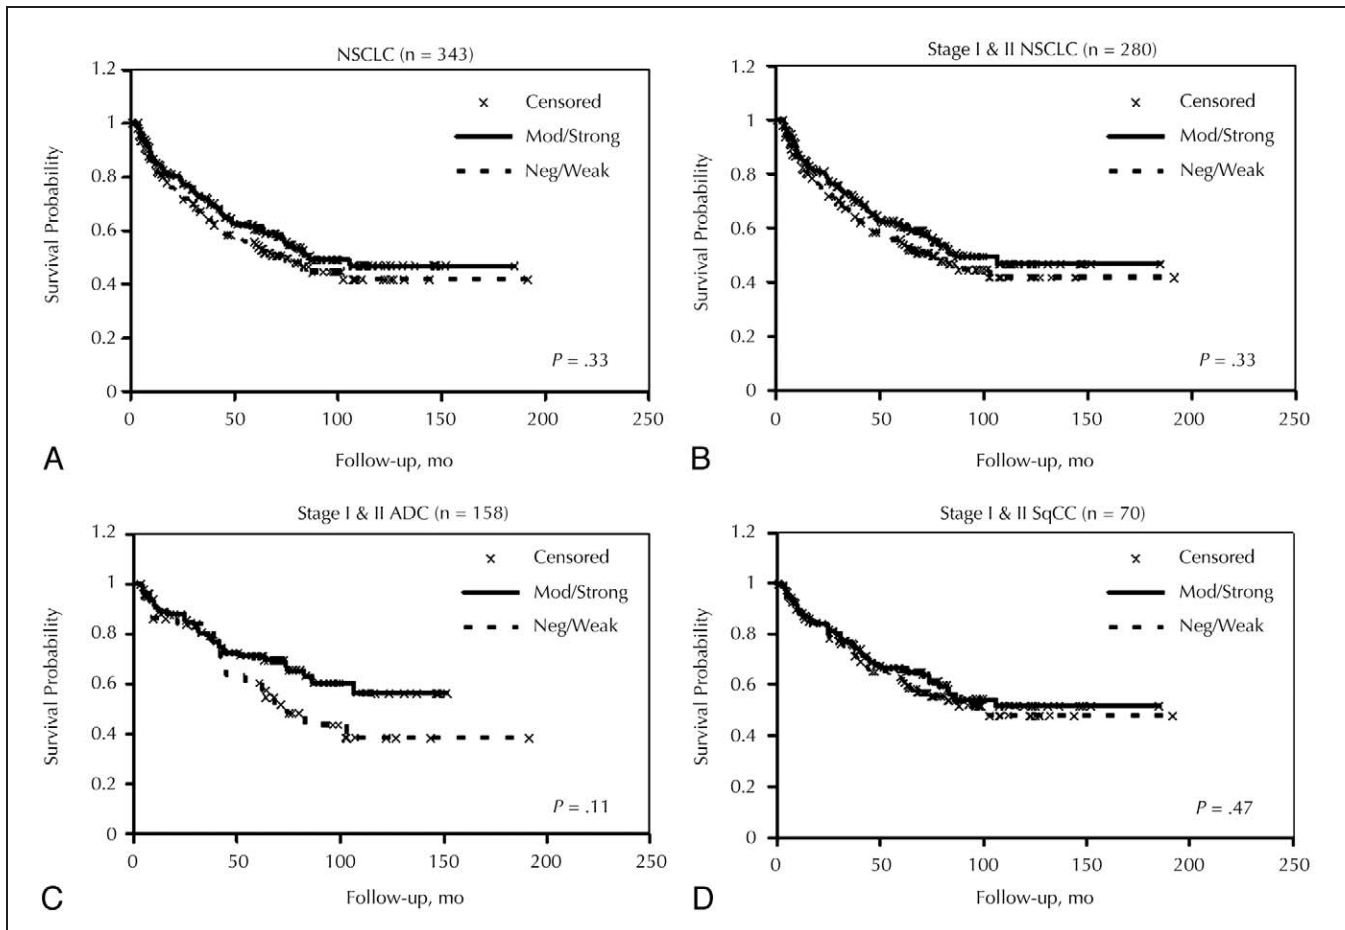 NSCLC (n = 343)
1.2
1
0.8
0.6
0.4
0.2
0
Survival Probability
Censored
Mod/Strong
Neg/Weak
P = .33
0 50 100 150 200 250
Follow-up, mo
A
Stage I & II NSCLC (n = 280)
1.2
1
0.8
0.6
0.4
0.2
0
Survival Probability
Censored
Mod/Strong
Neg/Weak
P = .33
0 50 100 150 200 250
Follow-up, mo
B
Stage I & II ADC (n = 158)
1.2
1
0.8
0.6
0.4
0.2
0
Survival Probability
Censored
Mod/Strong
Neg/Weak
P = .11
0 50 100 150 200 250
Follow-up, mo
C
Stage I & II SqCC (n = 70)
1.2
1
0.8
0.6
0.4
0.2
0
Survival Probability
Censored
Mod/Strong
Neg/Weak
P = .47
0 50 100 150 200 250
Follow-up, mo
D